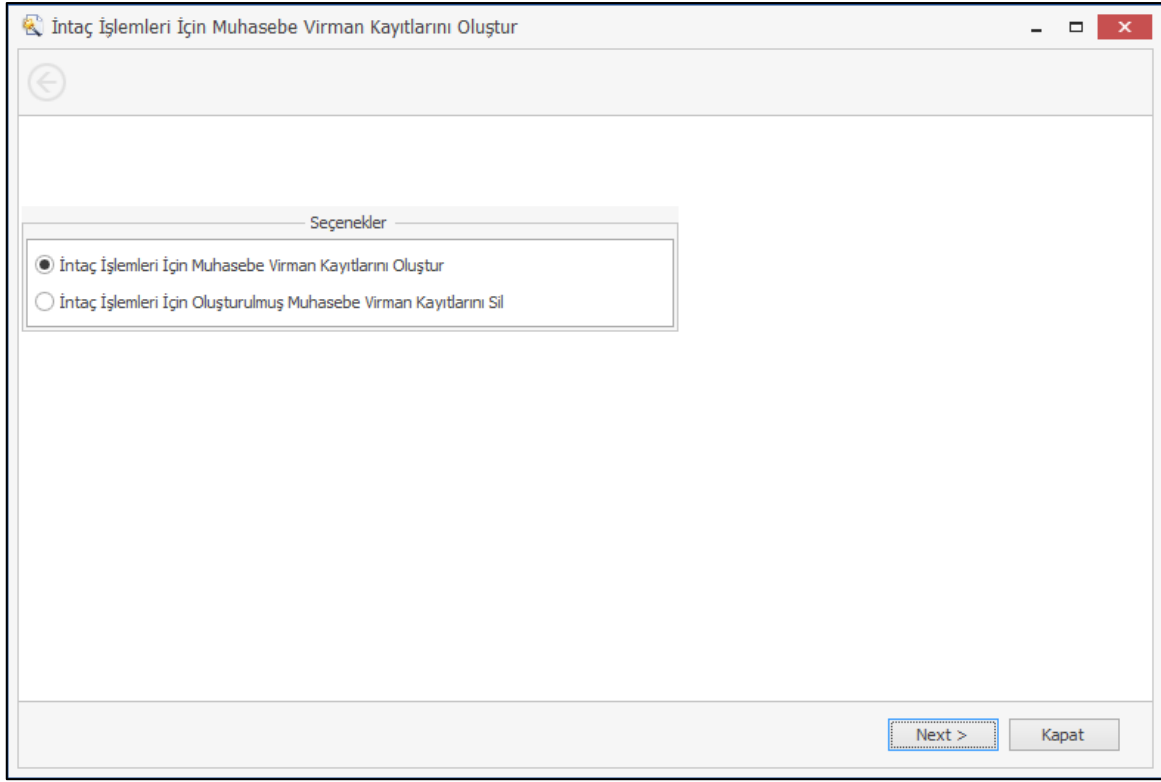 İntaç İşlemleri İçin Muhasebe Virman Kayıtlarını Oluştur
Seçenekler
İntaç İşlemleri İçin Muhasebe Virman Kayıtlarını Oluştur
İntaç İşlemleri İçin Oluşturulmuş Muhasebe Virman Kayıtlarını Sil
Next >
Kapat